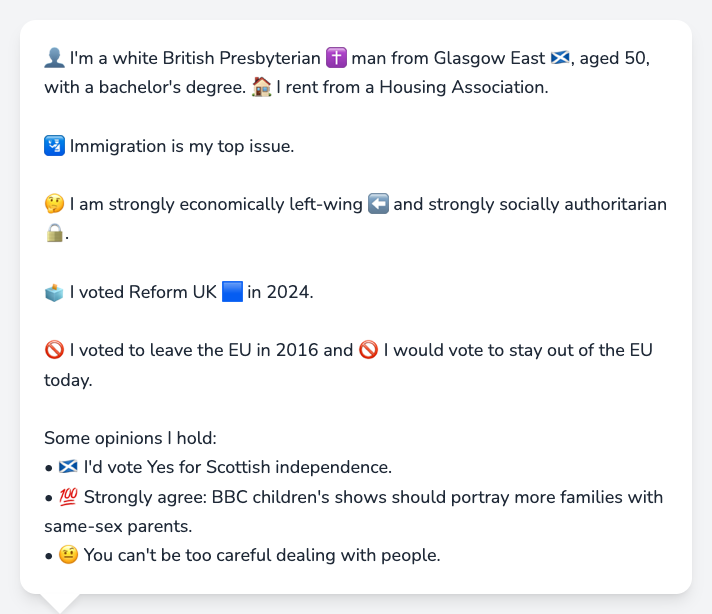 👤 I'm a white British Presbyterian ✝️ man from Glasgow East 🏴󠁧󠁢󠁳󠁣󠁴󠁿, aged 50,
with a bachelor's degree. 🏠 I rent from a Housing Association.
🛂 Immigration is my top issue.
🤔 I am strongly economically left-wing ⬅️ and strongly socially authoritarian
🔒.
🗳️ I voted Reform UK 🟦 in 2024.
🚫 I voted to leave the EU in 2016 and 🚫 I would vote to stay out of the EU
today.
Some opinions I hold:
• 🏴󠁧󠁢󠁳󠁣󠁴󠁿 I'd vote Yes for Scottish independence.
• 💯 Strongly agree: BBC children's shows should portray more families with
same-sex parents.
• 🤨 You can't be too careful dealing with people.